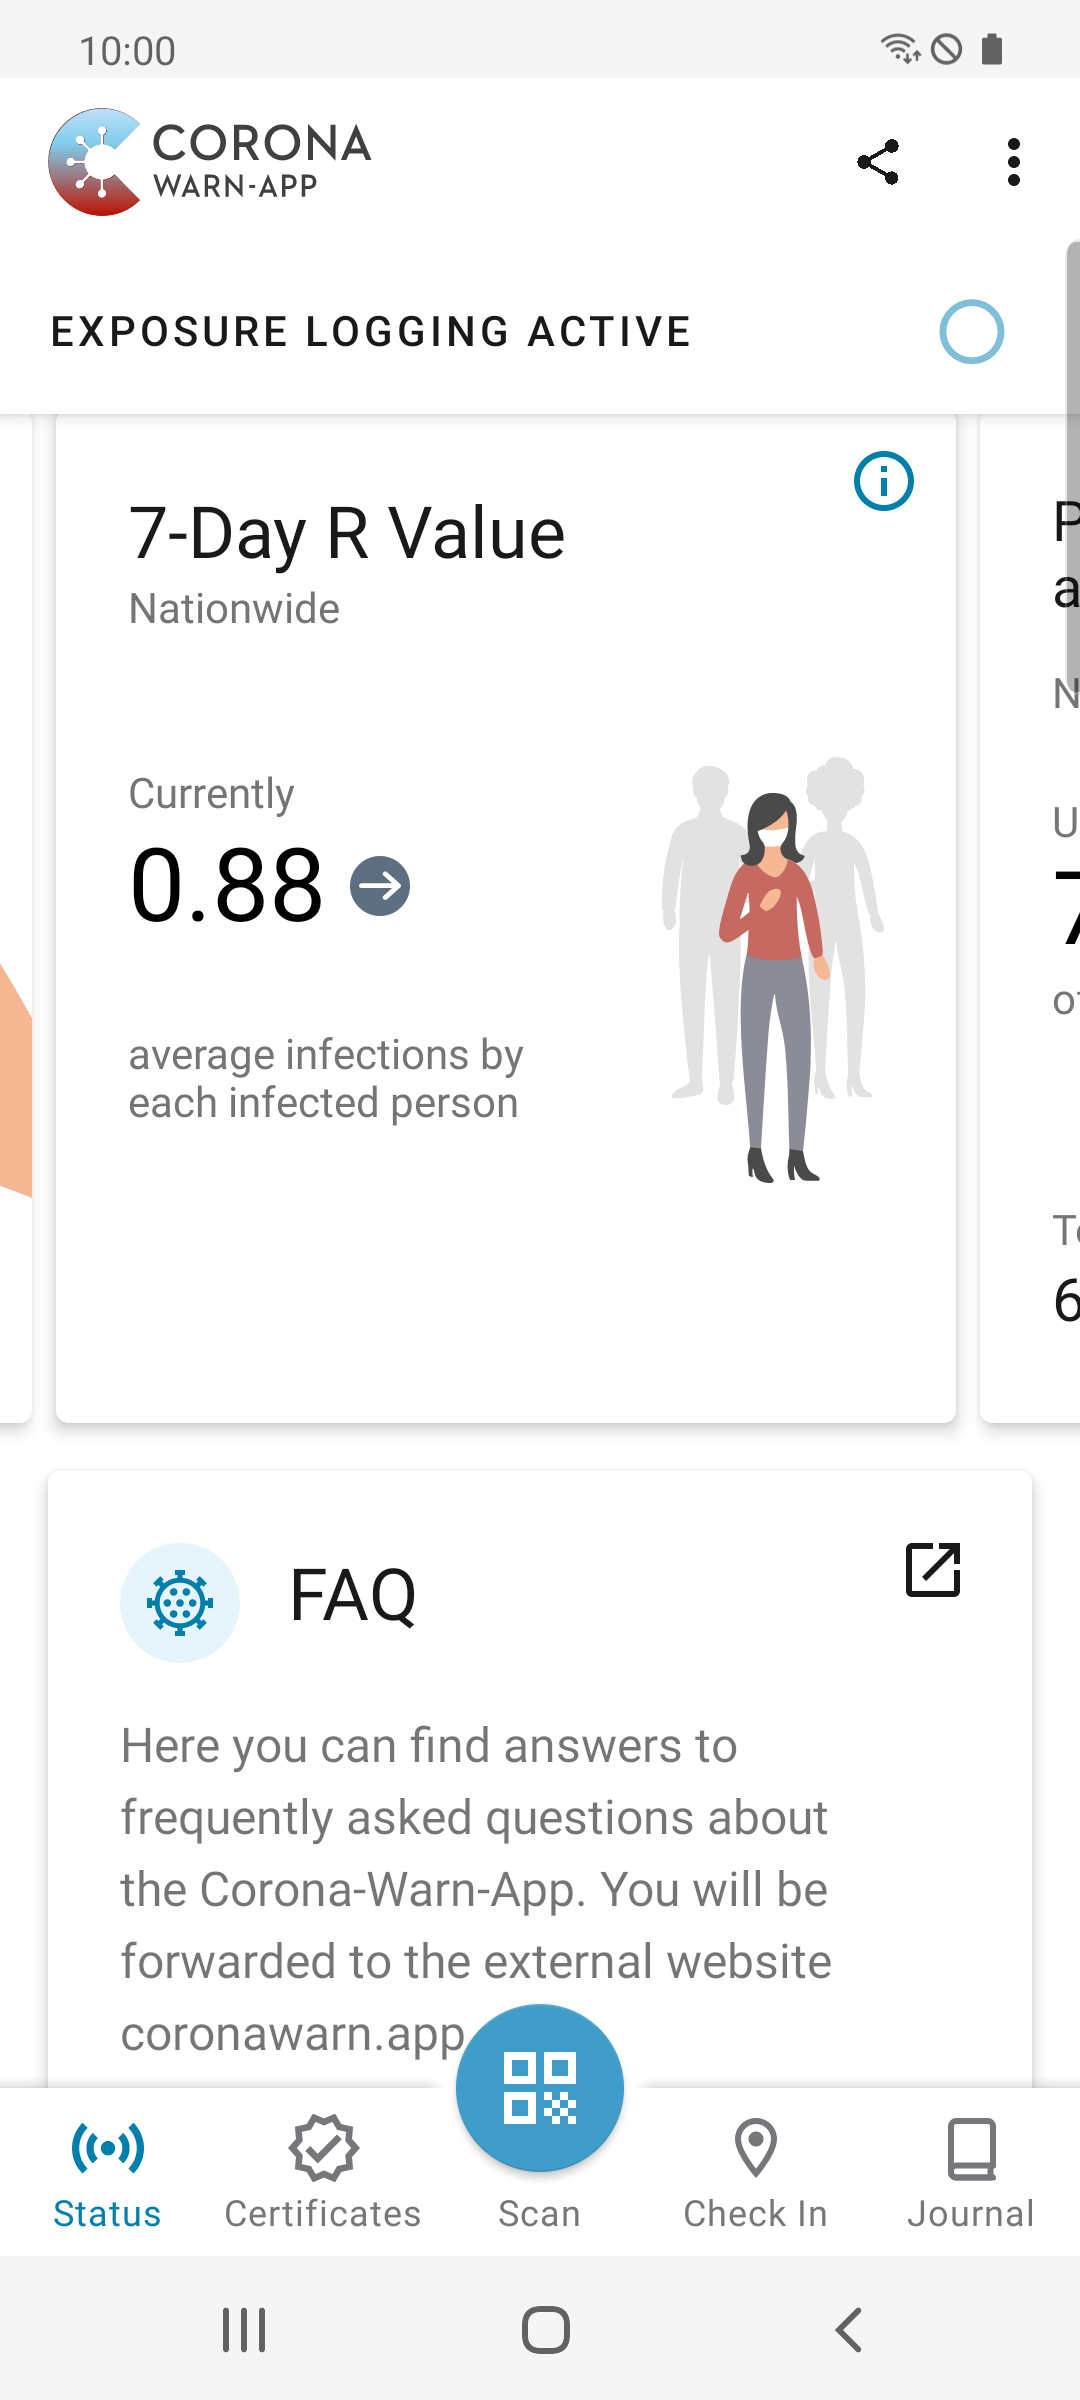 10:00
CORONA
WARN-APP
EXPOSURE LOGGING ACTIVE
7-Day R Value
Nationwide
Currently
0.88
average infections by
each infected person
FAQ
Here you can find answers to
frequently asked questions about
the Corona-Warn-App. You will be
forwarded to the external website
coronawarn.app
Status
Certificates
Scan
Check In
Journal